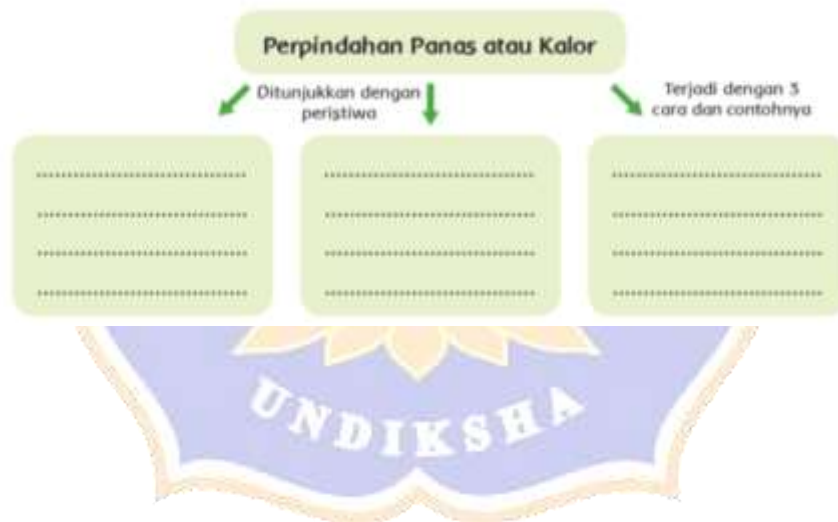 Perpindahan Panas atau Kalor
Ditunjukkan dengan
peristiwa
Terjadi dengan 3
cara dan contohnya
................................... ................................... ...................................
................................... ................................... ...................................
................................... ................................... ...................................
................................... ................................... ...................................
UNDIKSHA